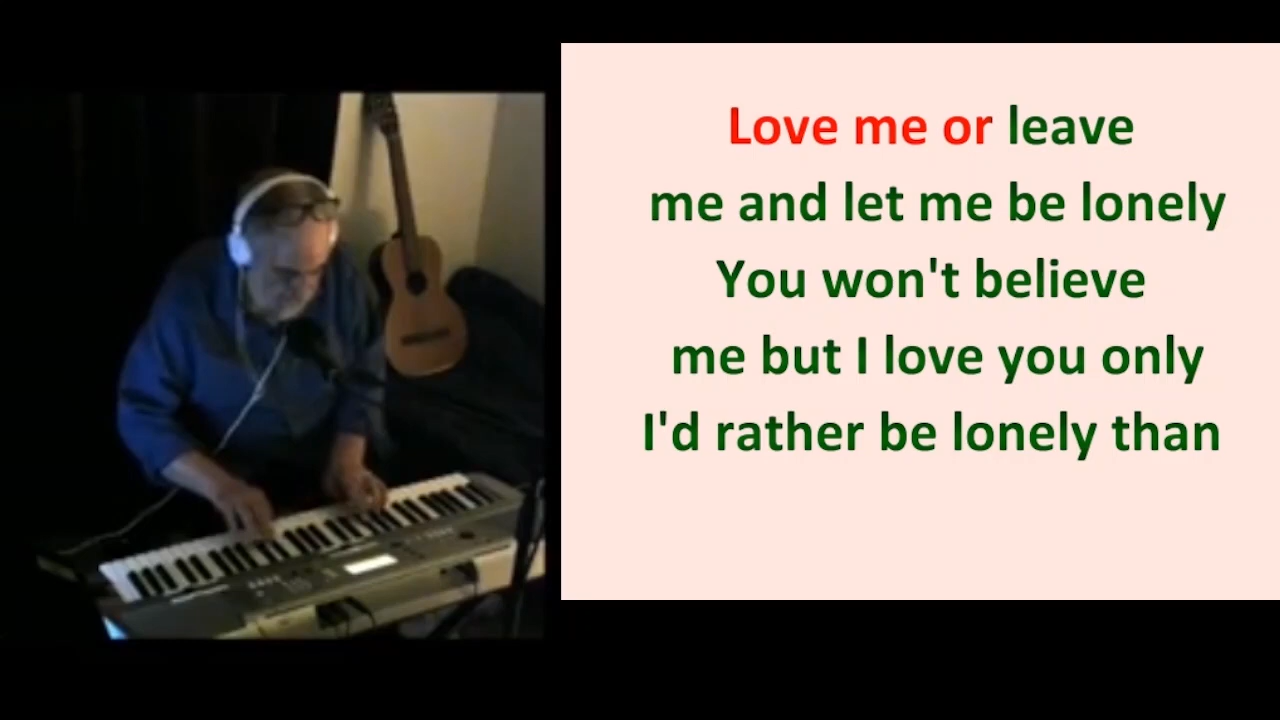 Love me or leave
me and let me be lonely
You won't believe
me but I love you only
I'd rather be lonely than